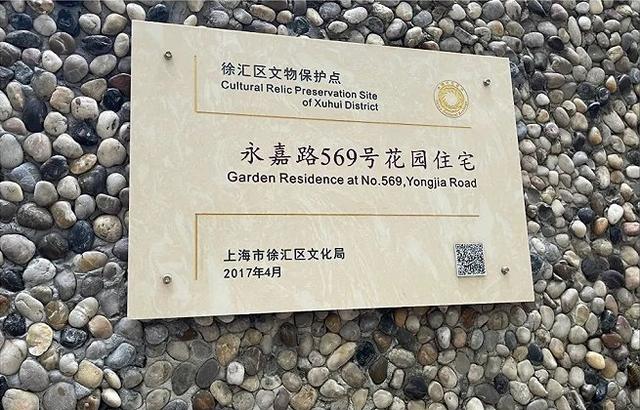 徐汇区文物保护点
Cultural Relic Preservation Site
of Xuhui District
永嘉路569号花园住宅
Garden Residence at No.569,Yongjia Road
上海市徐汇区文化局
2017年4月